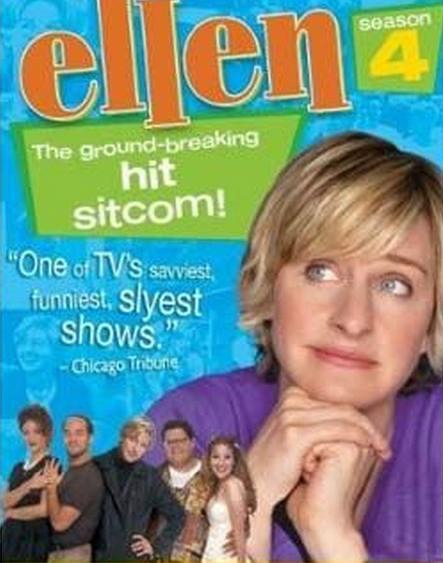 ellen
season
4
The ground-breaking
hit
sitcom!
"One of TV's savviest,
funniest, slyest
shows."
- Chicago Tribune